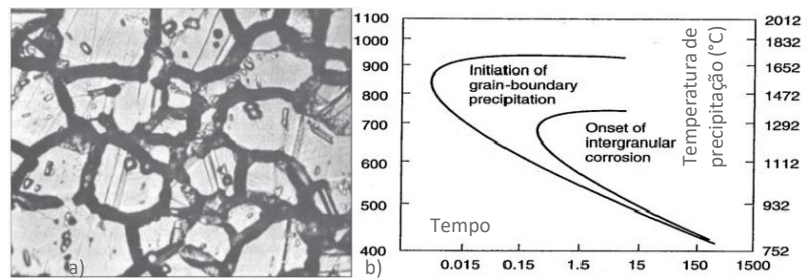 1100
1000
900
800
700
600
500
400
a)
b)
Initiation of
grain-boundary
precipitation
Onset of
intergranular
corrosion
Tempo
0.015
0.15
1.5
15
150
1500
Temperatura de
precipitação (°C)
2012
1832
1652
1472
1292
1112
932
752